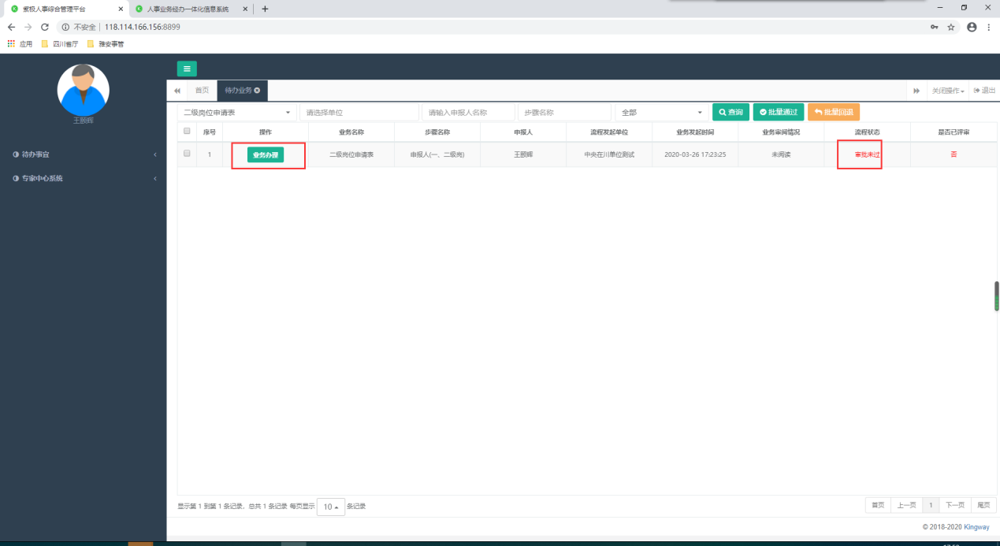 紫极人事综合管理平台
人事业务经办一体化信息系统
不安全 118.114.166.156:8899
应用 四川省厅 雅安事管
王颐辉
待办事宜
专家中心系统
首页 待办业务 关闭操作 退出
二级岗位申请表 请选择单位 请输入申报人名称 步骤名称 全部 查询 批量通过 批量回退
序号 操作 业务名称 步骤名称 申报人 流程发起单位 业务发起时间 业务审阅情况 流程状态 是否已评审
1 业务办理 二级岗位申请表 申报人(一、二级岗) 王颐辉 中央在川单位测试 2020-03-26 17:23:25 未阅读 审批未过 否
显示第 1 到第 1 条记录，总共 1 条记录 每页显示 10 条记录
首页 上一页 1 下一页 尾页
© 2018-2020 Kingway